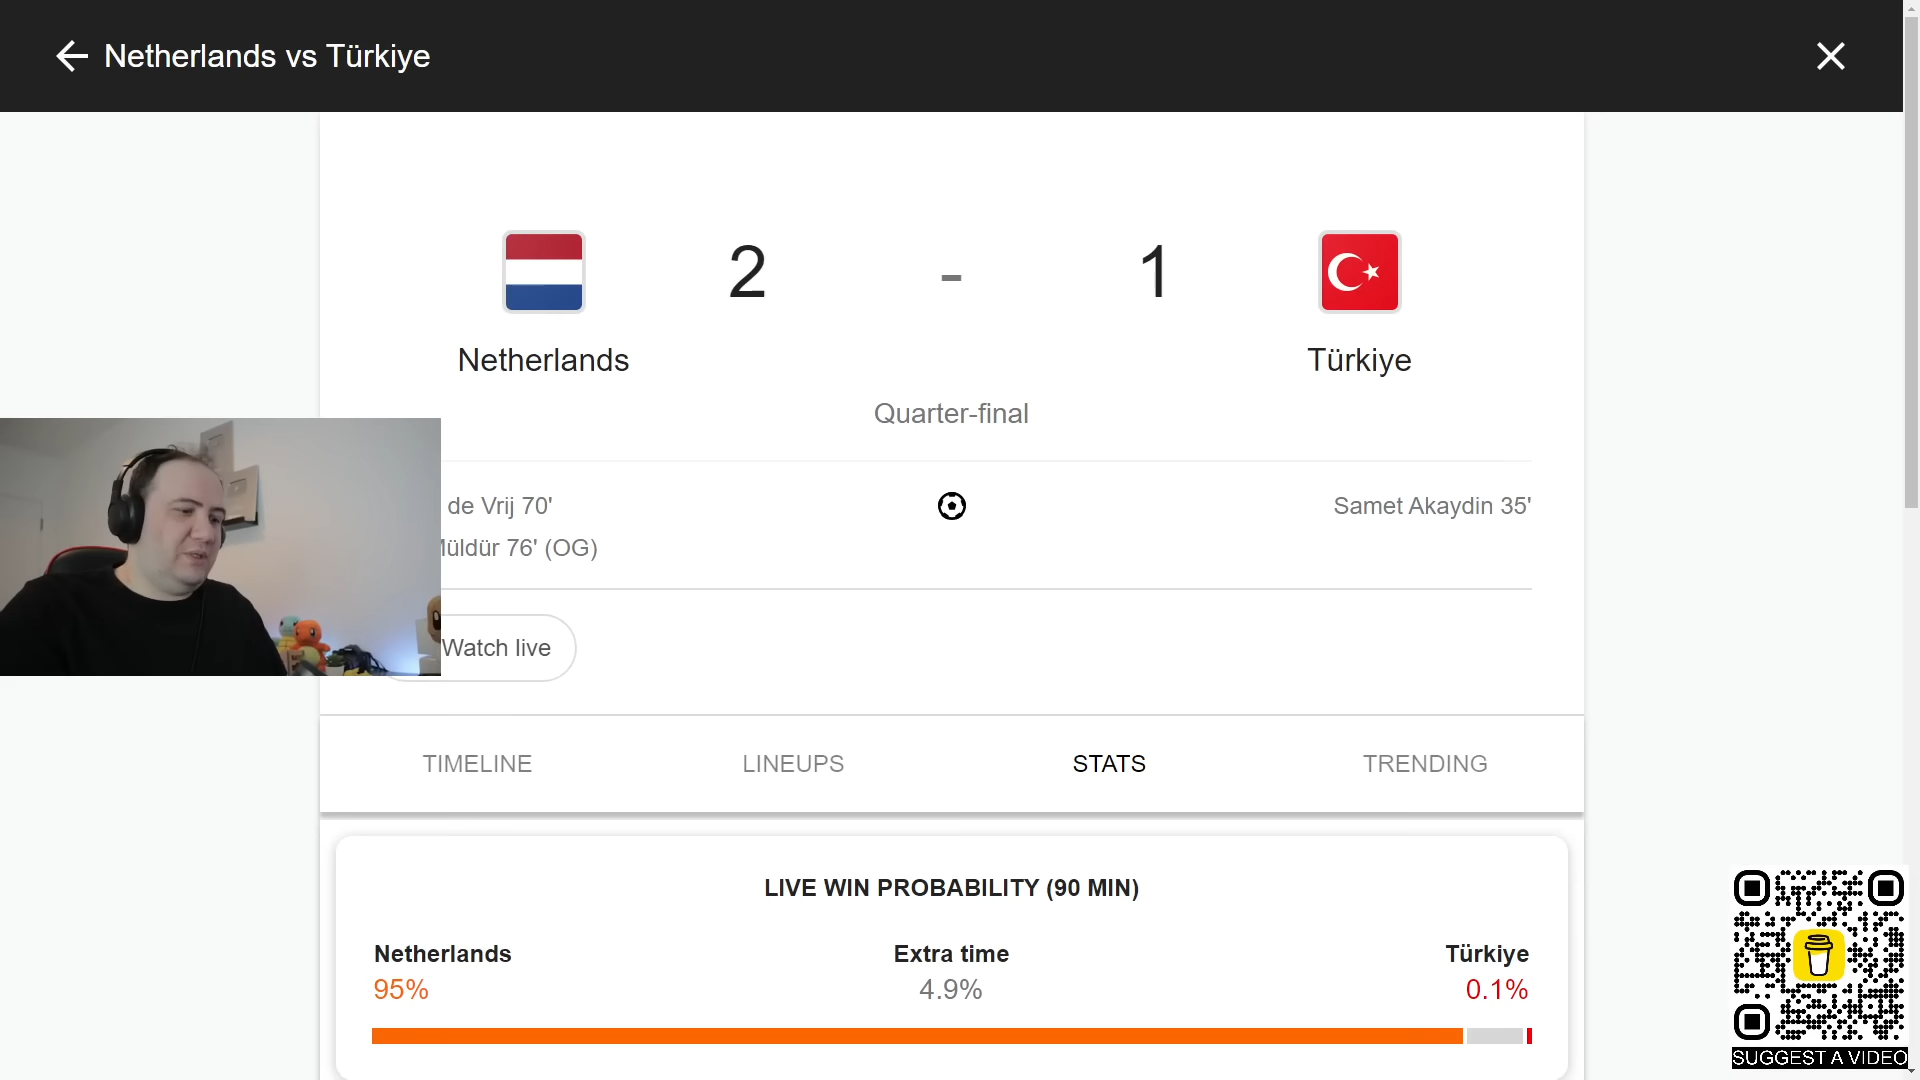 Netherlands vs Türkiye
2 - 1
Netherlands
Türkiye
Quarter-final
de Vrij 70'
Samet Akaydin 35'
76' (OG)
Watch live
TIMELINE
LINEUPS
STATS
TRENDING
LIVE WIN PROBABILITY (90 MIN)
Netherlands
Extra time
Türkiye
95%
4.9%
0.1%
SUGGEST A VIDEO